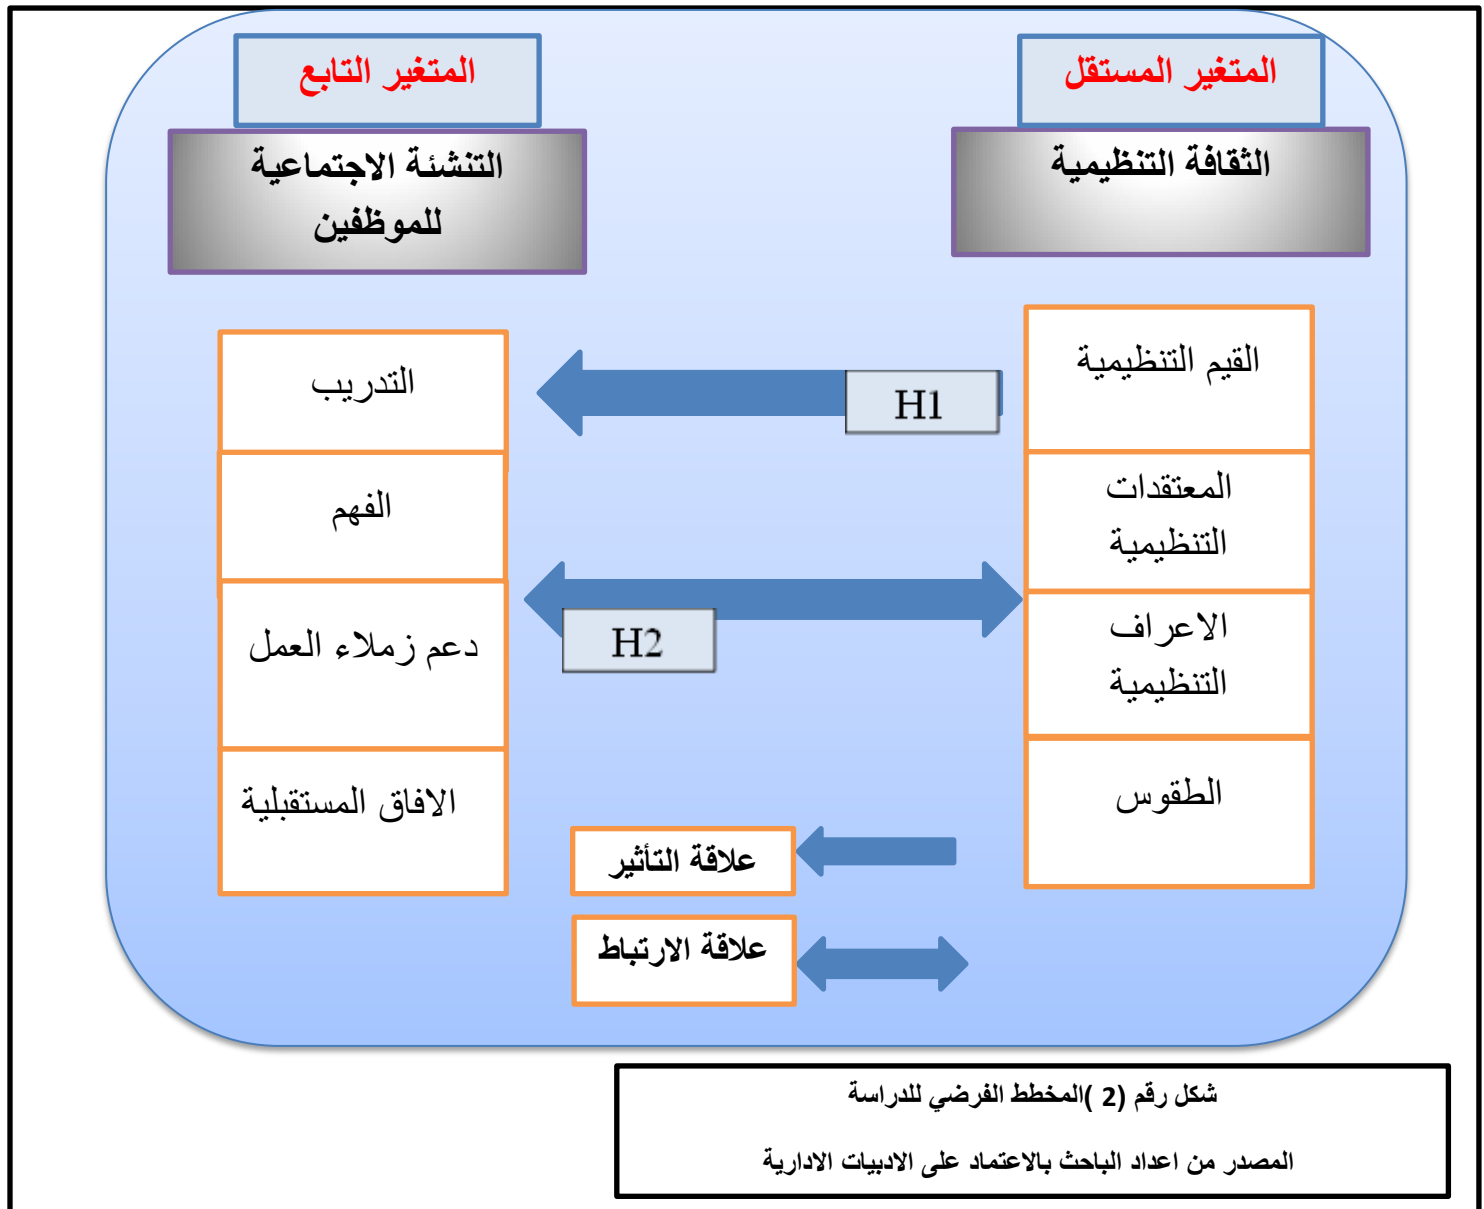 المتغير المستقل
المتغير التابع
الثقافة التنظيمية
التنشئة الاجتماعية
للموظفين
القيم التنظيمية
المعتقدات
التنظيمية
الاعراف
التنظيمية
الطقوس
H1
H2
التدريب
الفهم
دعم زملاء العمل
الافاق المستقبلية
علاقة التأثير
علاقة الارتباط
شكل رقم (2 )المخطط الفرضي للدراسة
المصدر من اعداد الباحث بالاعتماد على الادبيات الادارية